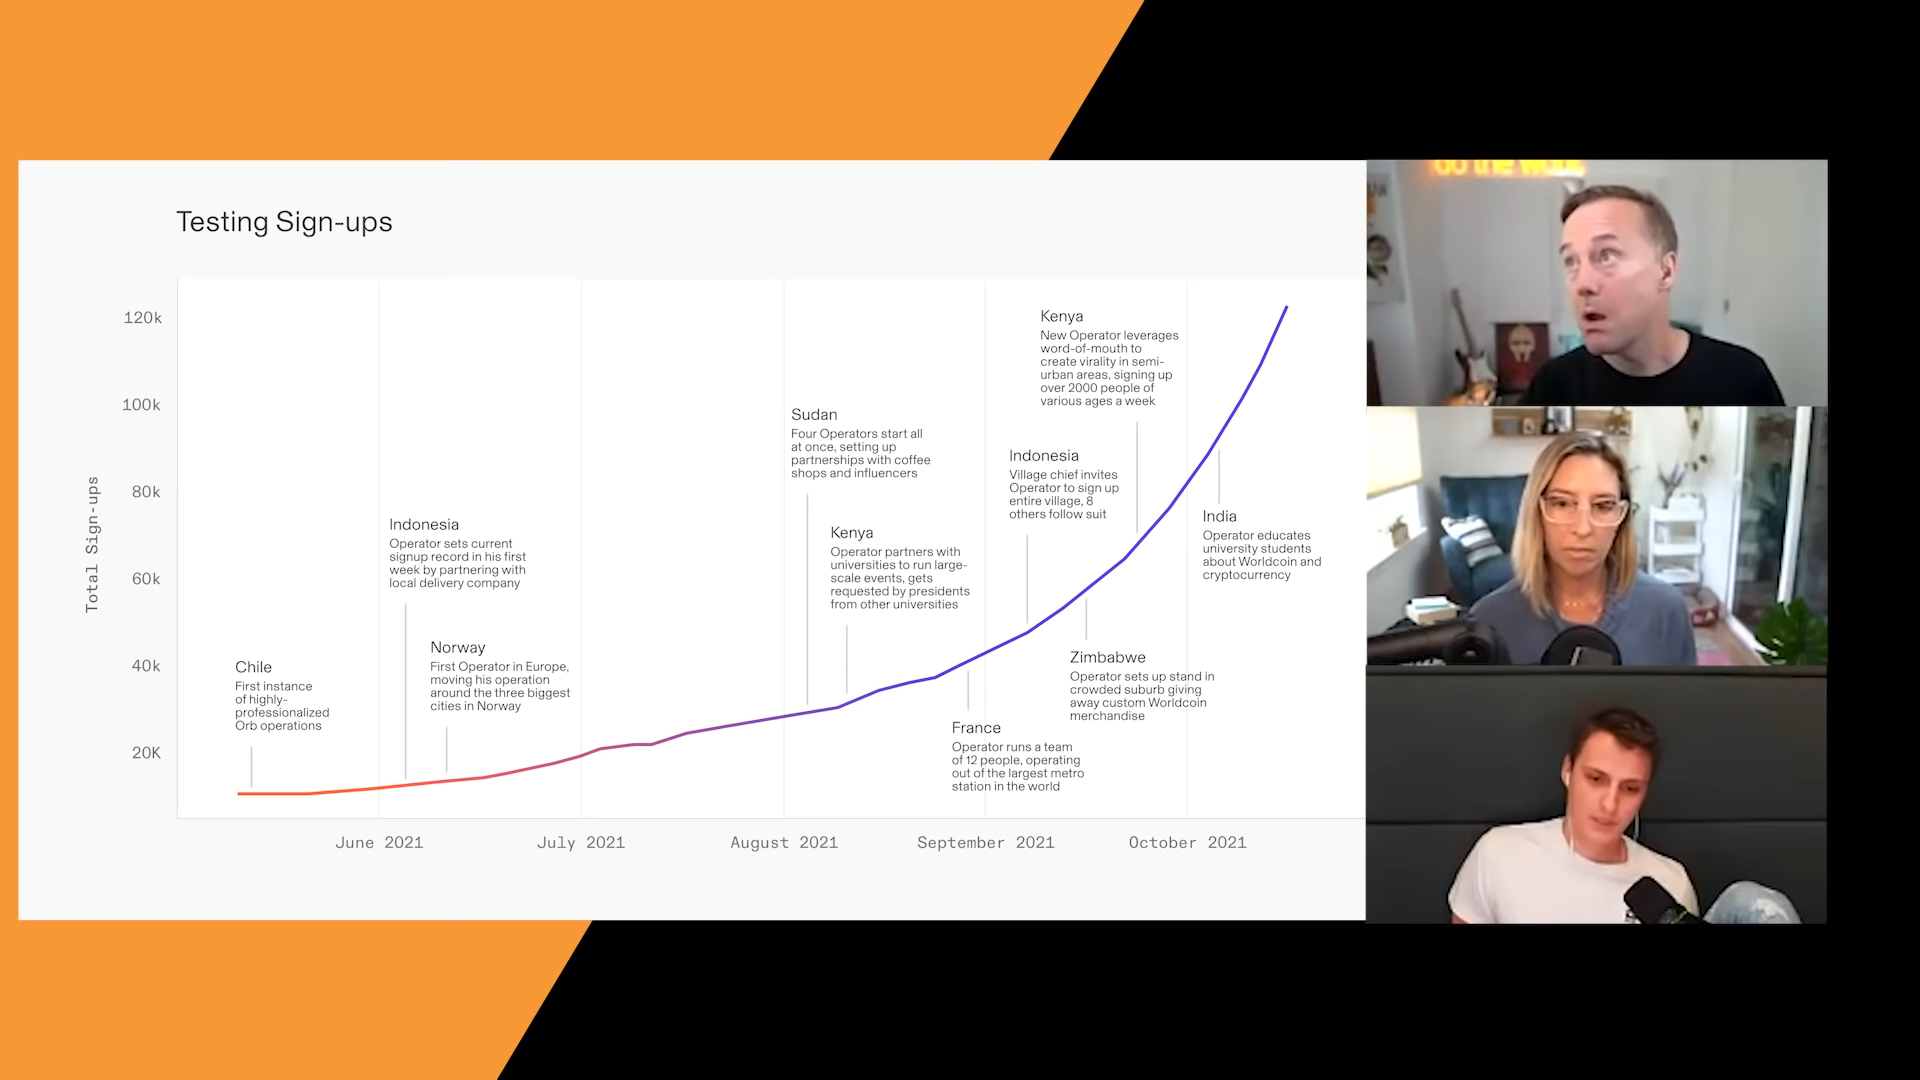 Testing Sign-ups
Total Sign-ups
120k
100k
80k
60k
40k
20K
Chile
First instance
of highly-
professionalized
Orb operations
Indonesia
Operator sets current
signup record in his first
week by partnering with
local delivery company
Norway
First Operator in Europe,
moving his operation
around the three biggest
cities in Norway
Sudan
Four Operators start all
at once, setting up
partnerships with coffee
shops and influencers
Kenya
Operator partners with
universities to run large-
scale events, gets
requested by presidents
from other universities
France
Operator runs a team
of 12 people, operating
out of the largest metro
station in the world
Indonesia
Village chief invites
Operator to sign up
entire village, 8
others follow suit
Zimbabwe
Operator sets up stand in
crowded suburb giving
away custom Worldcoin
merchandise
Kenya
New Operator leverages
word-of-mouth to
create virality in semi-
urban areas, signing up
over 2000 people of
various ages a week
India
Operator educates
university students
about Worldcoin and
cryptocurrency
June 2021
July 2021
August 2021
September 2021
October 2021
do the work